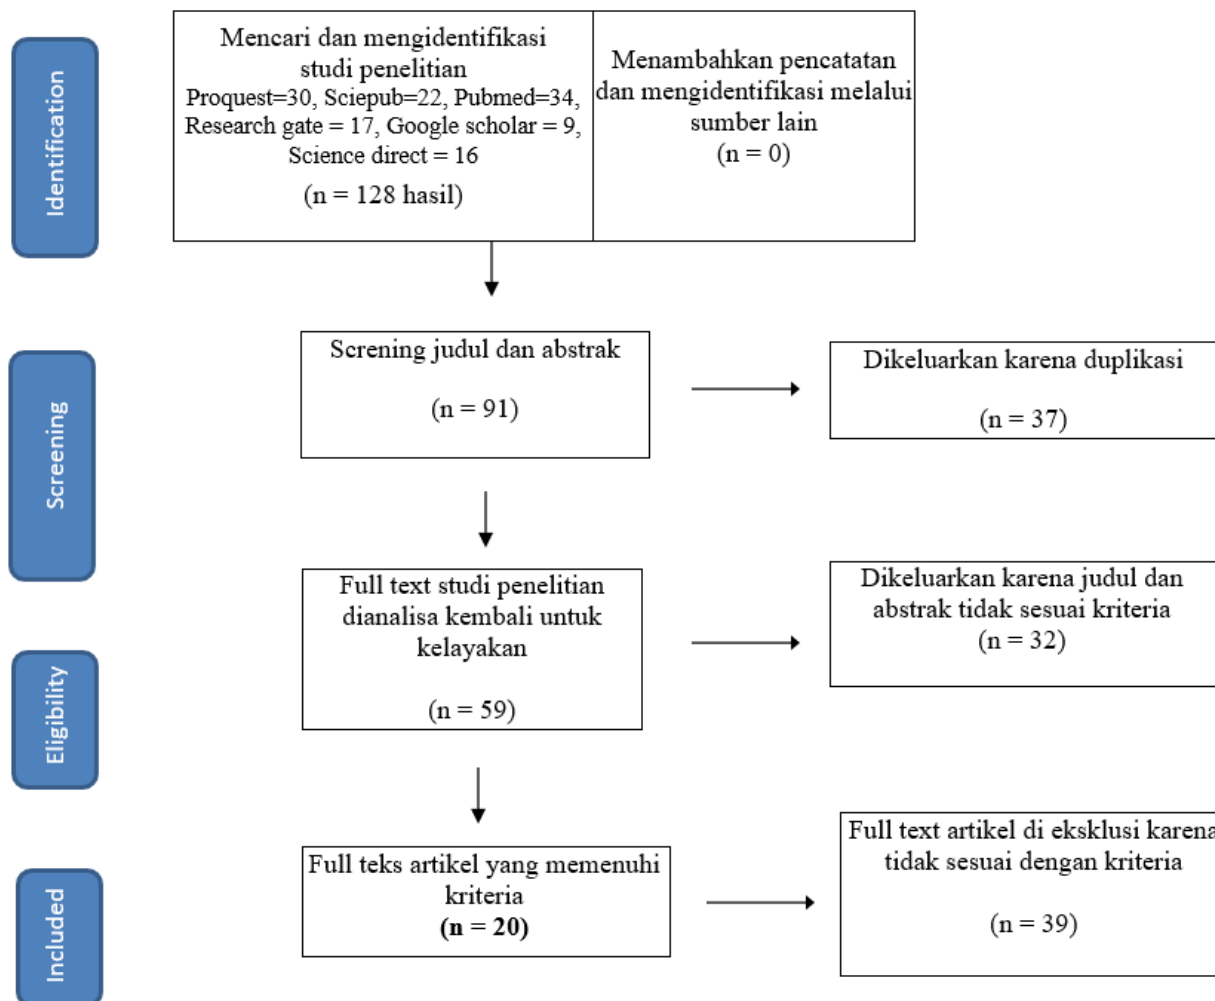 Identification
Mencari dan mengidentifikasi
studi penelitian
Proquest=30, Sciepub=22, Pubmed=34,
Research gate = 17, Google scholar = 9,
Science direct = 16
(n = 128 hasil)
Menambahkan pencatatan
dan mengidentifikasi melalui
sumber lain
(n = 0)
Screening
Screning judul dan abstrak
(n = 91)
Dikeluarkan karena duplikasi
(n = 37)
Eligibility
Full text studi penelitian
dianalisa kembali untuk
kelayakan
(n = 59)
Dikeluarkan karena judul dan
abstrak tidak sesuai kriteria
(n = 32)
Included
Full teks artikel yang memenuhi
kriteria
(n = 20)
Full text artikel di eksklusi karena
tidak sesuai dengan kriteria
(n = 39)